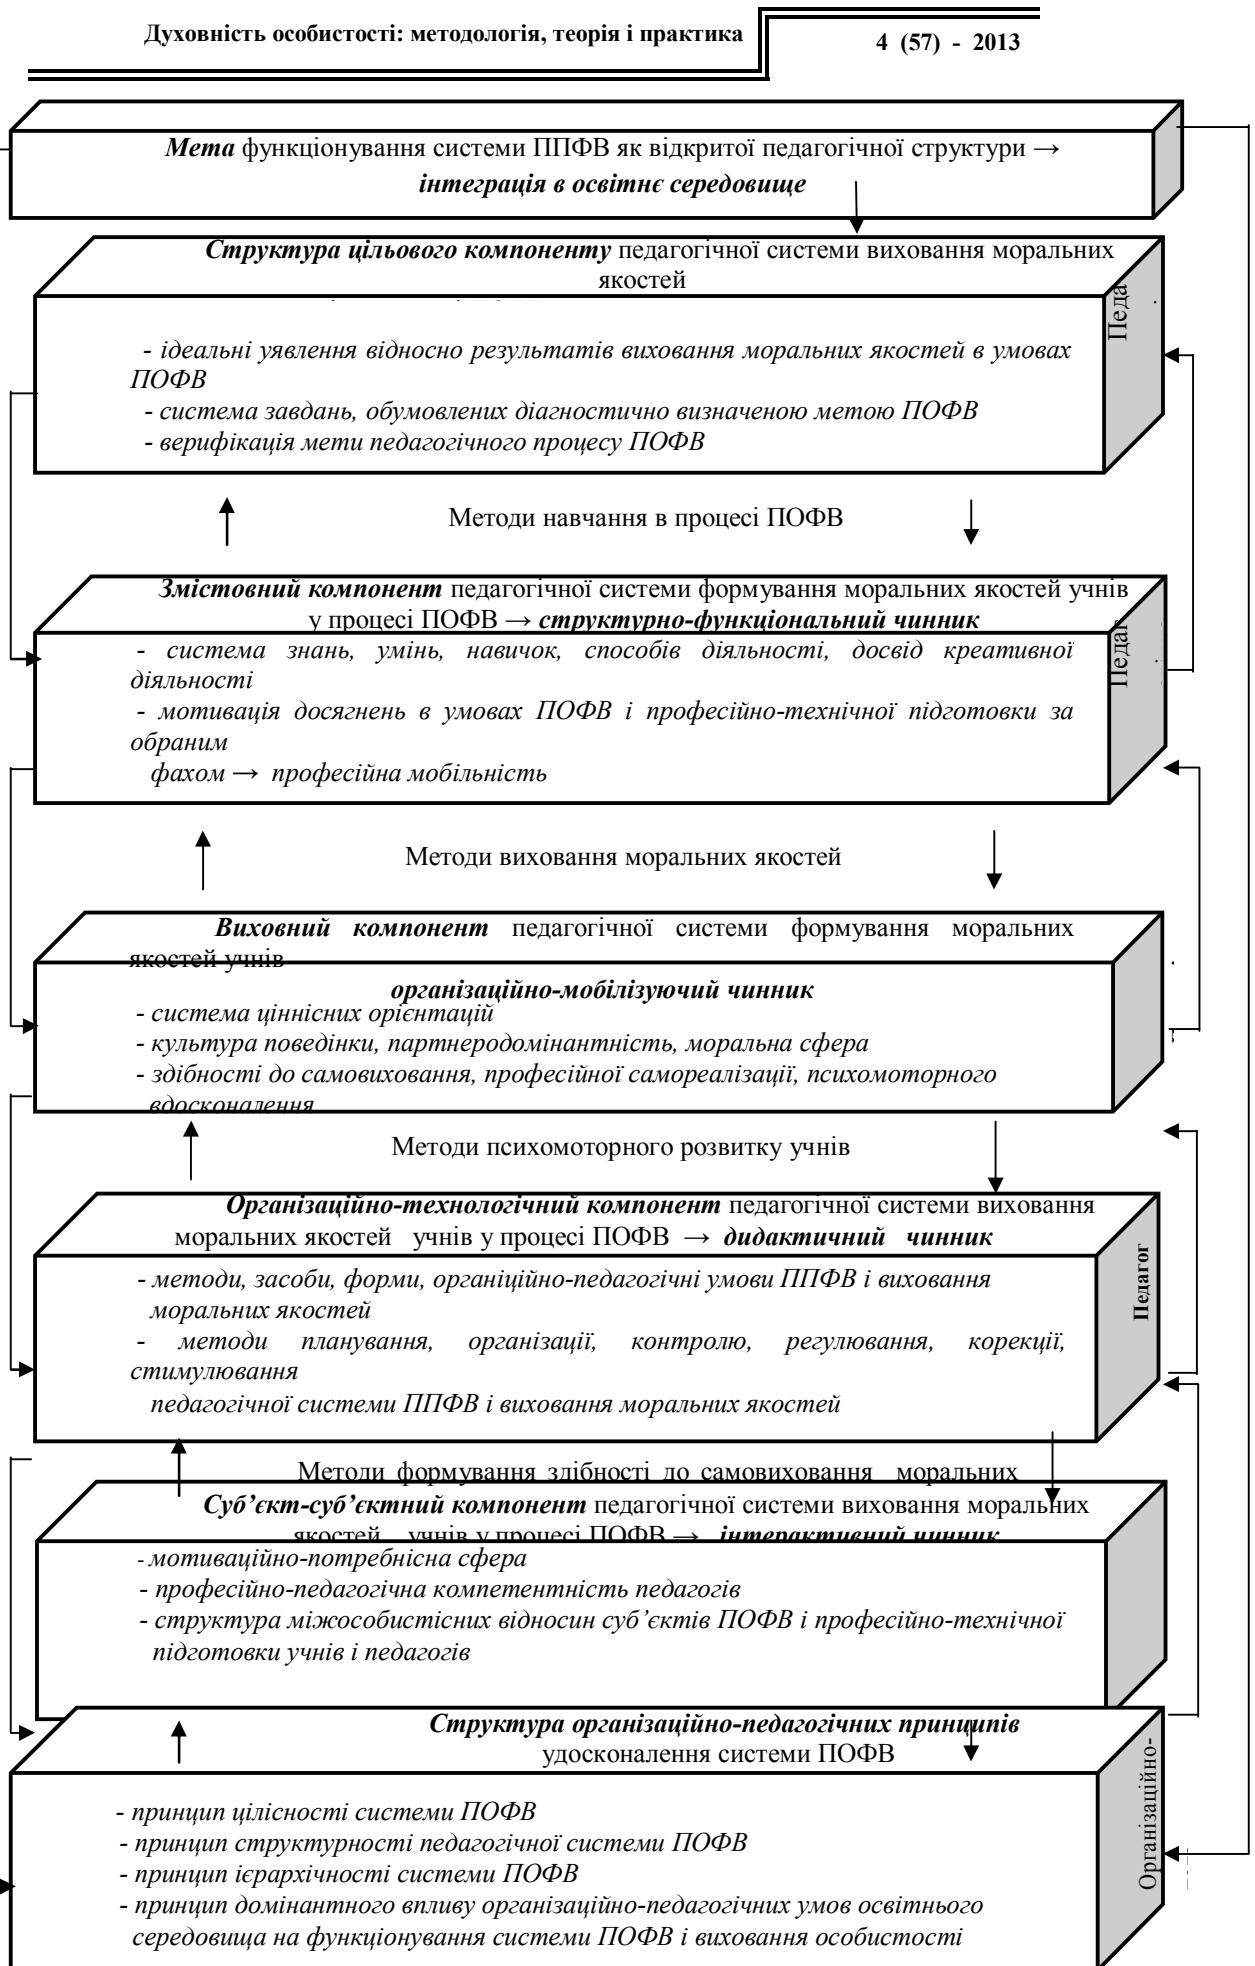 Духовність особистості: методологія, теорія і практика
4 (57) - 2013
Мета функціонування системи ППФВ як відкритої педагогічної структури →
інтеграція в освітнє середовище
Структура цільового компоненту педагогічної системи виховання моральних
якостей
Педа
- ідеальні уявлення відносно результатів виховання моральних якостей в умовах
ПОФВ
- система завдань, обумовлених діагностично визначеною метою ПОФВ
- верифікація мети педагогічного процесу ПОФВ
Методи навчання в процесі ПОФВ
Змістовний компонент педагогічної системи формування моральних якостей учнів
у процесі ПОФВ → структурно-функціональний чинник
Педаг
- система знань, умінь, навичок, способів діяльності, досвід креативної
діяльності
- мотивація досягнень в умовах ПОФВ і професійно-технічної підготовки за
обраним
фахом → професійна мобільність
Методи виховання моральних якостей
Виховний компонент педагогічної системи формування моральних
якостей учнів
організаційно-мобілізуючий чинник
- система ціннісних орієнтацій
- культура поведінки, партнеродомінантність, моральна сфера
- здібності до самовиховання, професійної самореалізації, психомоторного
вдосконалення
Методи психомоторного розвитку учнів
Організаційно-технологічний компонент педагогічної системи виховання
моральних якостей учнів у процесі ПОФВ → дидактичний чинник
Педагог
- методи, засоби, форми, органіційно-педагогічні умови ППФВ і виховання
моральних якостей
- методи планування, організації, контролю, регулювання, корекції,
стимулювання
педагогічної системи ППФВ і виховання моральних якостей
Методи формування здібності до самовиховання моральних
Суб’єкт-суб’єктний компонент педагогічної системи виховання моральних
якостей учнів у процесі ПОФВ → інтерактивний чинник
- мотиваційно-потребнісна сфера
- професійно-педагогічна компетентність педагогів
- структура міжособистісних відносин суб’єктів ПОФВ і професійно-технічної
підготовки учнів і педагогів
Структура організаційно-педагогічних принципів
удосконалення системи ПОФВ
Організаційно-
- принцип цілісності системи ПОФВ
- принцип структурності педагогічної системи ПОФВ
- принцип ієрархічності системи ПОФВ
- принцип домінантного впливу організаційно-педагогічних умов освітнього
середовища на функціонування системи ПОФВ і виховання особистості